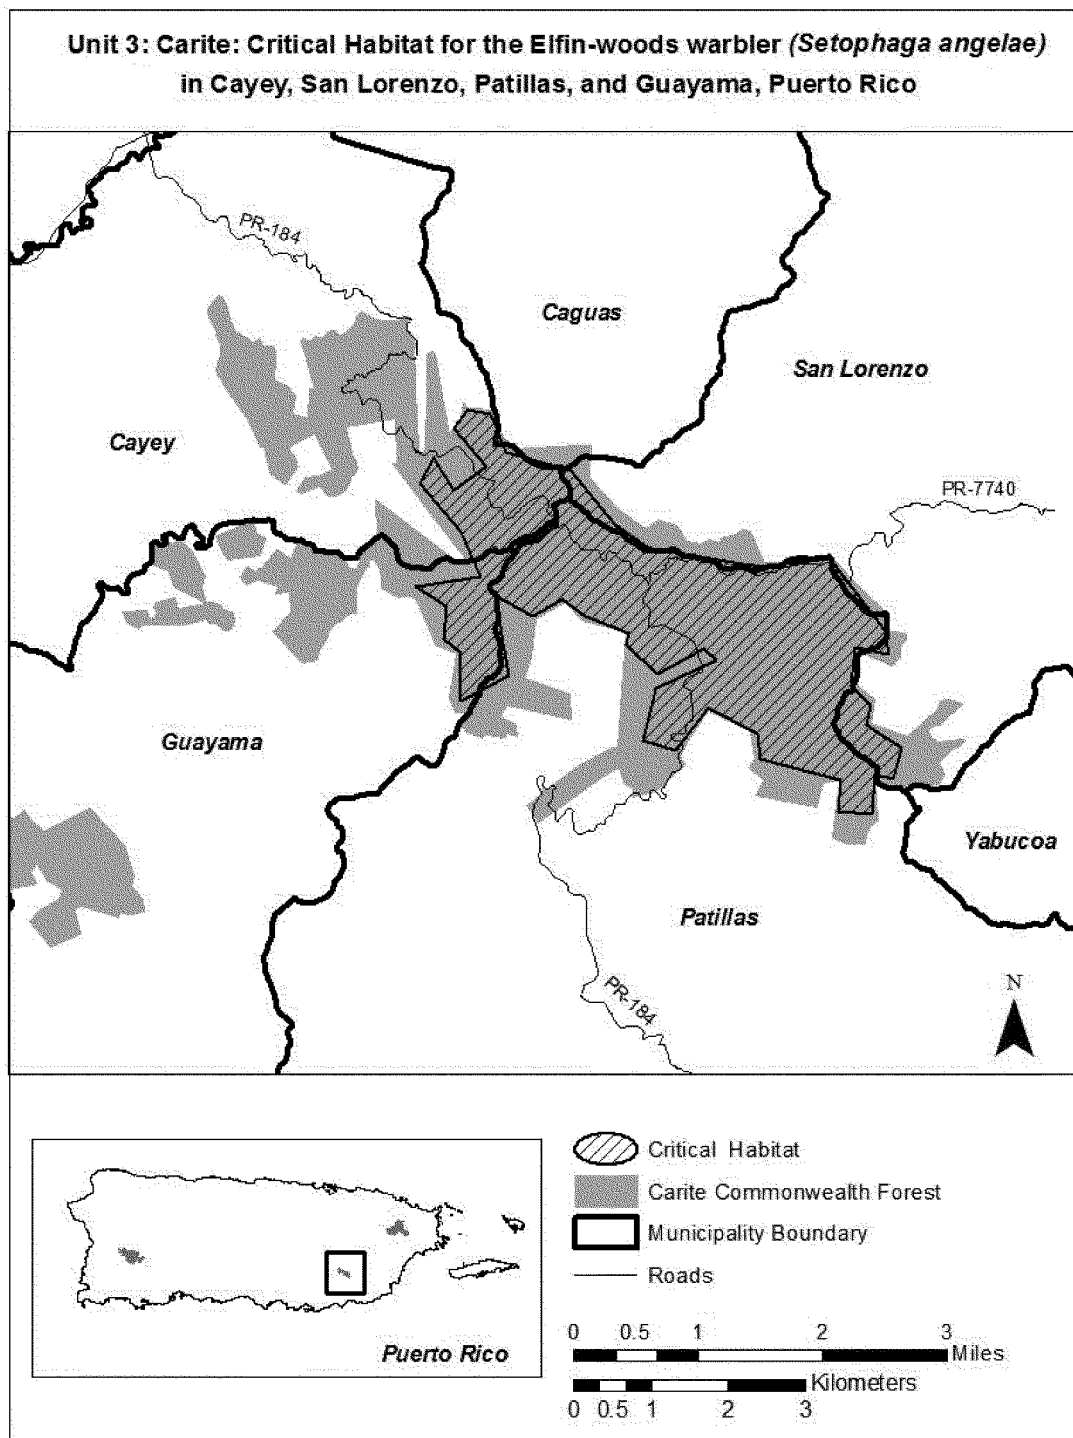 Unit 3: Carite: Critical Habitat for the Elfin-woods warbler (Setophaga angelae)
in Cayey, San Lorenzo, Patillas, and Guayama, Puerto Rico
PR-184
Caguas
San Lorenzo
Cayey
PR-7740
Guayama
Yabucoa
Patillas
PR-184
N
Critical Habitat
Carite Commonwealth Forest
Municipality Boundary
Roads
Puerto Rico
0 0.5 1 2 3
Miles
Kilometers
0 0.5 1 2 3